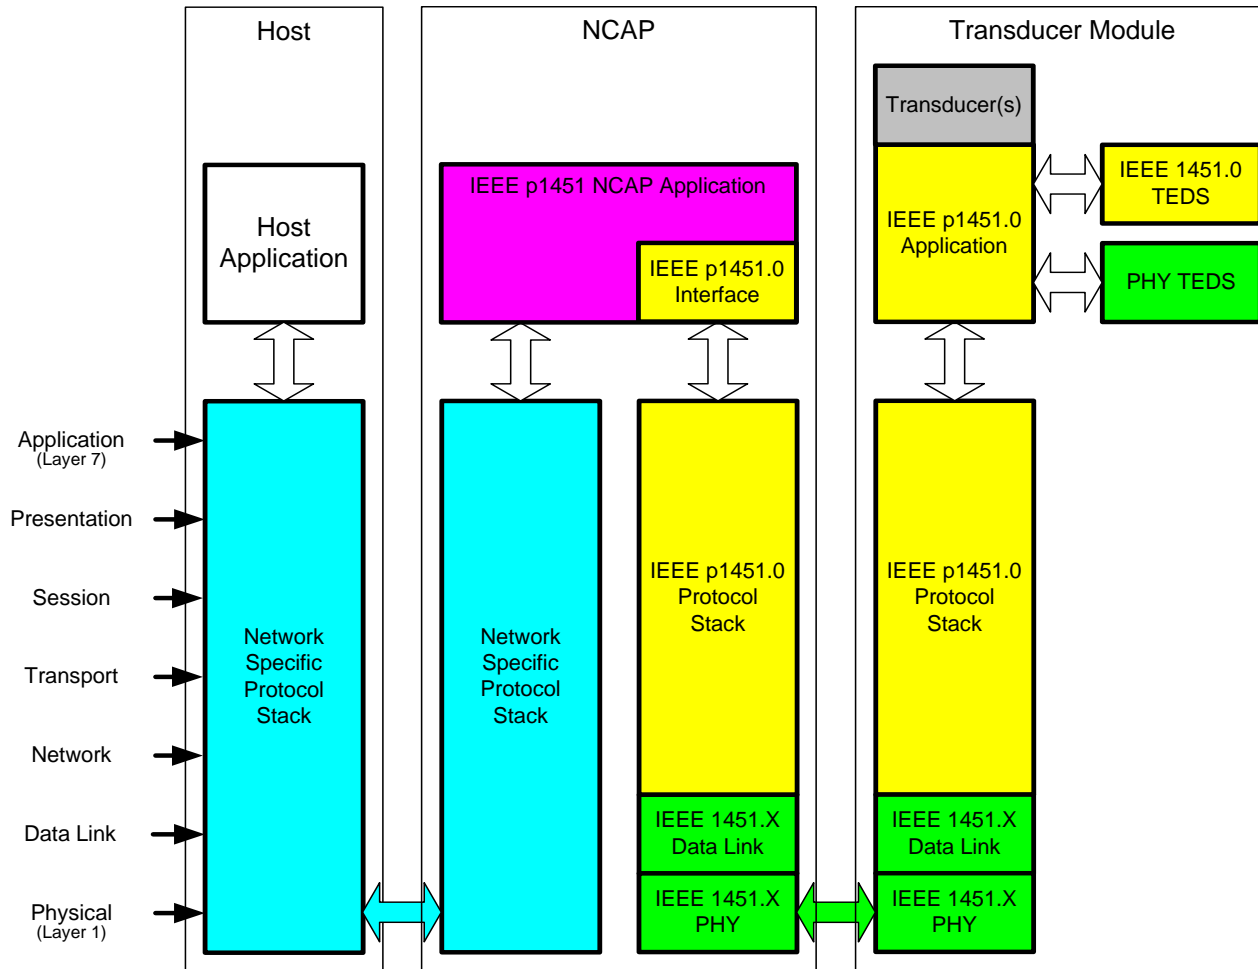 Host
NCAP
Transducer Module
Transducer(s)
IEEE p1451 NCAP Application
IEEE 1451.0
TEDS
Host
Application
IEEE p1451.0
Application
IEEE p1451.0
Interface
PHY TEDS
Application
(Layer 7)
Presentation
Session
Transport
Network
Data Link
Physical
(Layer 1)
Network
Specific
Protocol
Stack
Network
Specific
Protocol
Stack
IEEE p1451.0
Protocol
Stack
IEEE p1451.0
Protocol
Stack
IEEE 1451.X
Data Link
IEEE 1451.X
Data Link
IEEE 1451.X
PHY
IEEE 1451.X
PHY